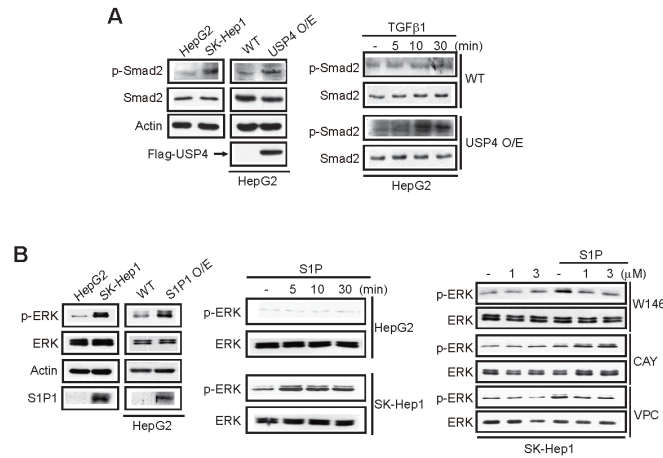 A
HepG2 SK-Hep1 WT USP4 O/E
p-Smad2
Smad2
Actin
Flag-USP4
HepG2
TGFβ1
- 5 10 30 (min)
p-Smad2
Smad2
WT
p-Smad2
Smad2
USP4 O/E
HepG2
B
HepG2 SK-Hep1 WT S1P1 O/E
p-ERK
ERK
Actin
S1P1
HepG2
S1P
- 5 10 30 (min)
p-ERK
ERK
HepG2
p-ERK
ERK
SK-Hep1
S1P
- 1 3 - 1 3 (μM)
p-ERK
ERK
W146
p-ERK
ERK
CAY
p-ERK
ERK
VPC
SK-Hep1